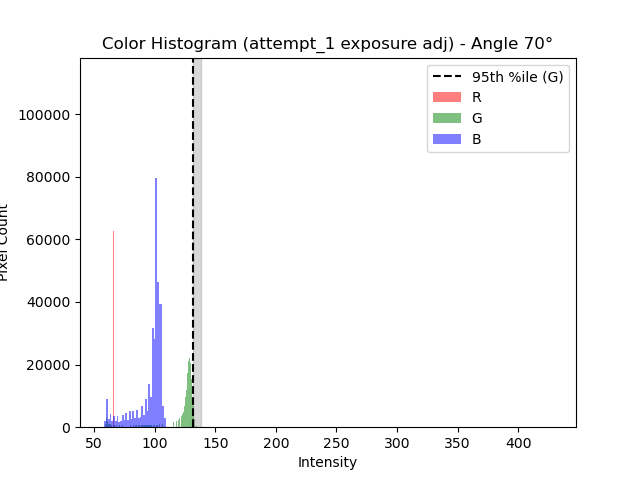 Color Histogram (attempt_1 exposure adj) - Angle 70°
95th %ile (G)
R
G
B
Pixel Count
100000
80000
60000
40000
20000
0
50 100 150 200 250 300 350 400
Intensity